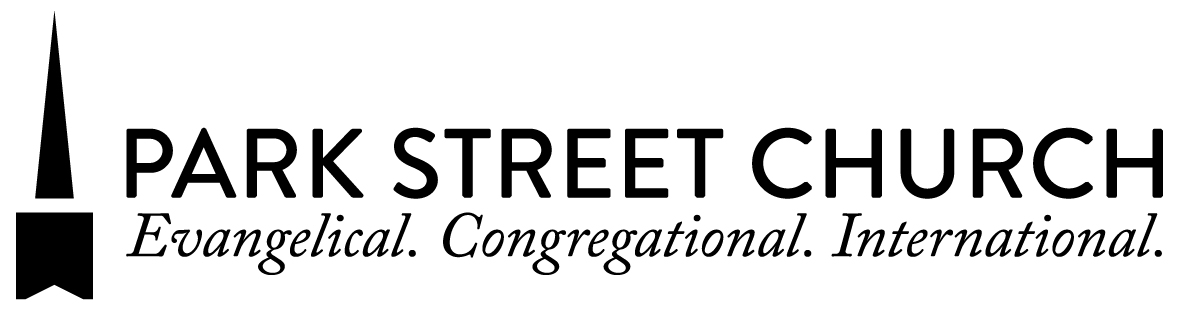 PARK STREET CHURCH
Evangelical. Congregational. International.